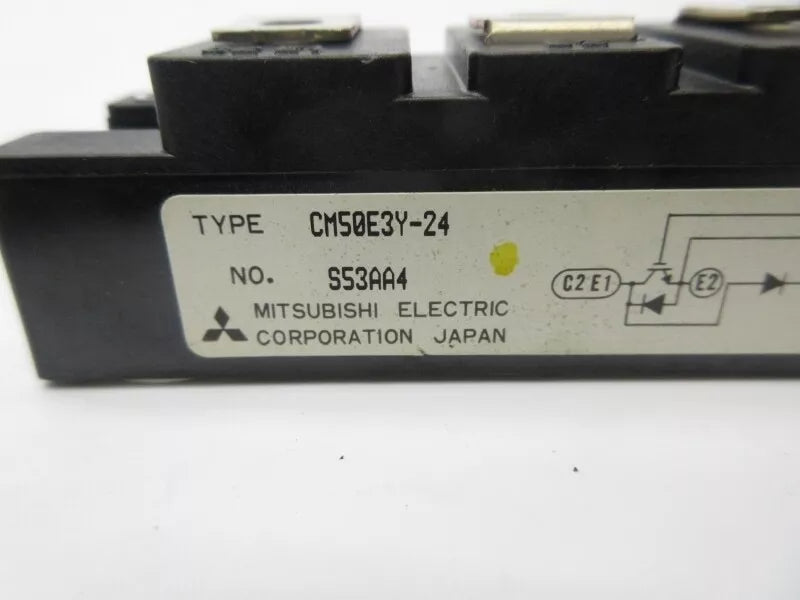 TYPE CM50E3Y-24
NO. S53AA4
MITSUBISHI ELECTRIC
CORPORATION JAPAN
C2E1 E2